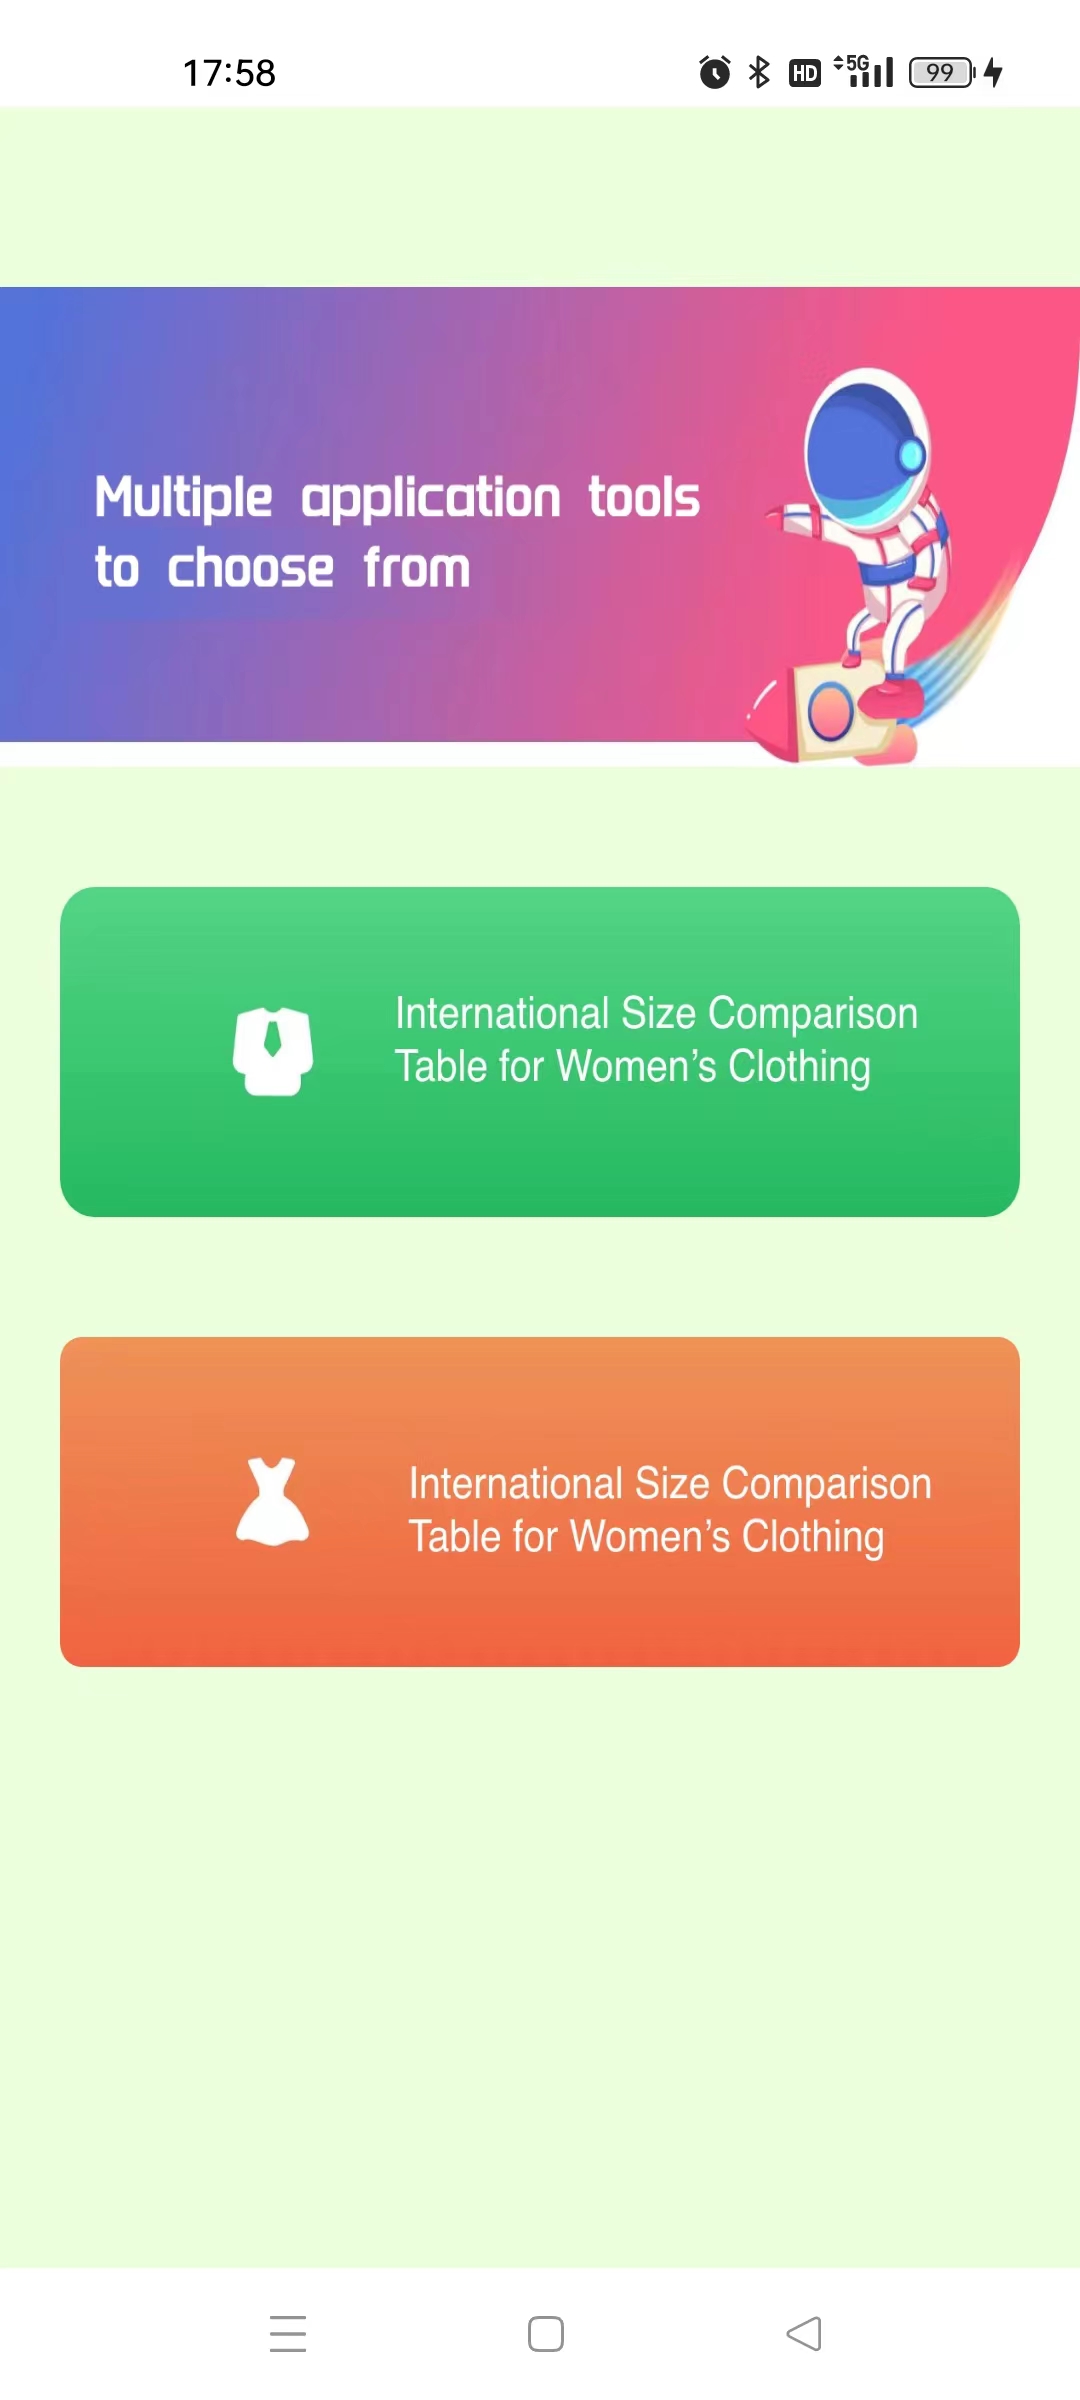 17:58
HD 5G 99
Multiple application tools
to choose from
International Size Comparison
Table for Women’s Clothing
International Size Comparison
Table for Women’s Clothing